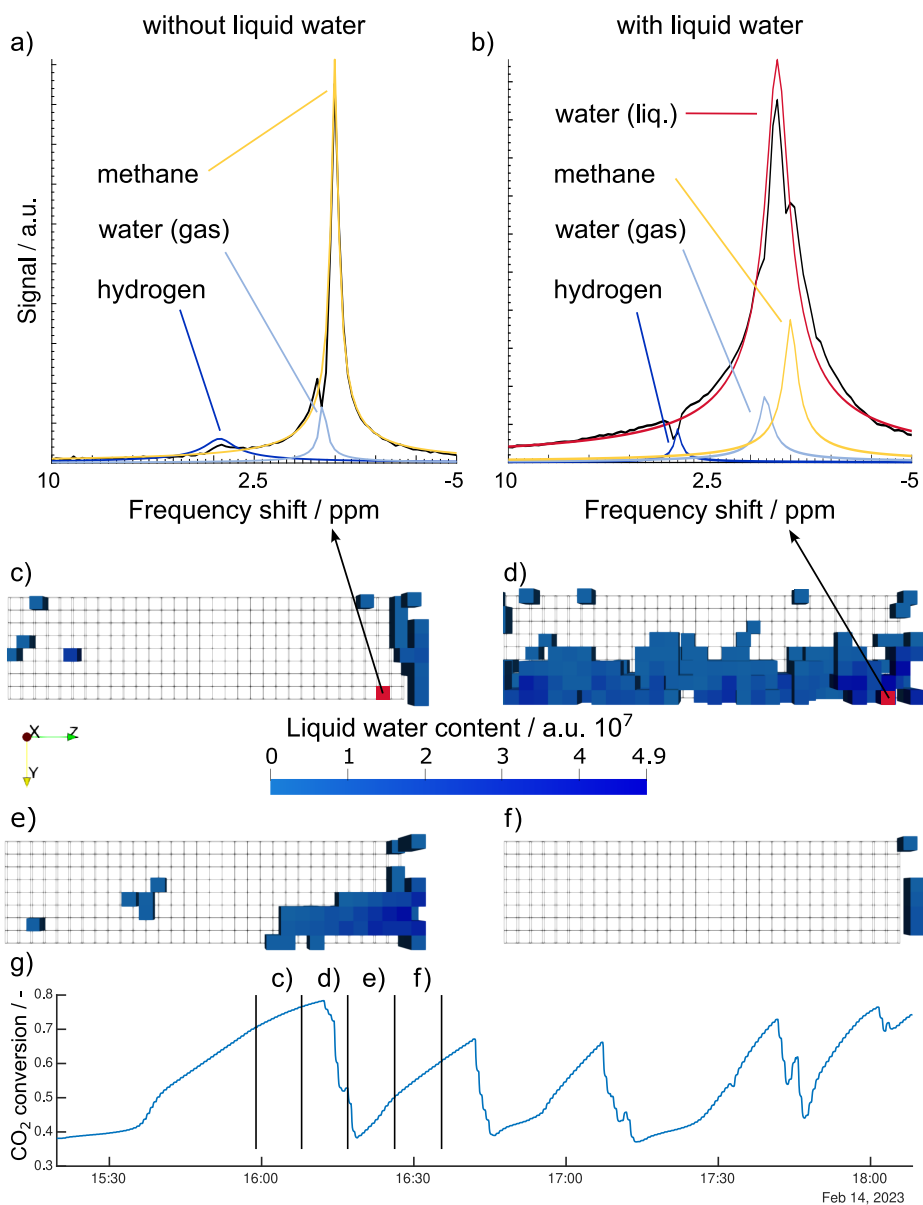 without liquid water
with liquid water
a)
b)
Signal / a.u.
methane
water (gas)
hydrogen
water (liq.)
methane
water (gas)
hydrogen
10
2.5
-5
10
2.5
-5
Frequency shift / ppm
Frequency shift / ppm
c)
d)
X
Z
Y
Liquid water content / a.u. 10⁷
0
1
2
3
4.9
e)
f)
g)
c)
d)
e)
f)
CO₂ conversion / -
0.8
0.7
0.6
0.5
0.4
0.3
15:30
16:00
16:30
17:00
17:30
18:00
Feb 14, 2023